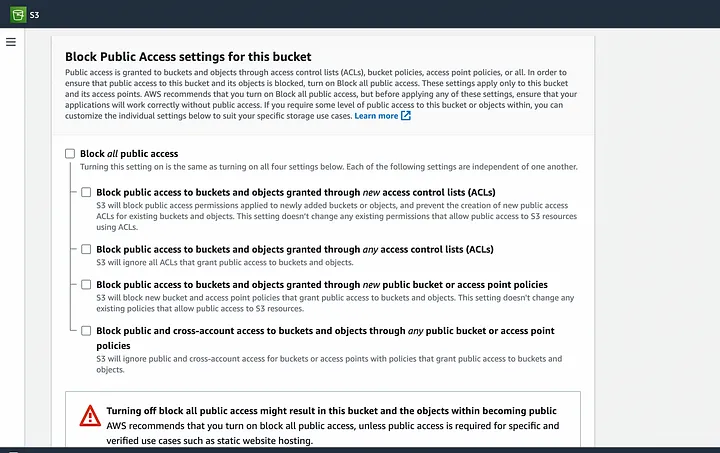 S3
Block Public Access settings for this bucket
Public access is granted to buckets and objects through access control lists (ACLs), bucket policies, access point policies, or all. In order to
ensure that public access to this bucket and its objects is blocked, turn on Block all public access. These settings apply only to this bucket
and its access points. AWS recommends that you turn on Block all public access, but before applying any of these settings, ensure that your
applications will work correctly without public access. If you require some level of public access to this bucket or objects within, you can
customize the individual settings below to suit your specific storage use cases. Learn more
Block all public access
Turning this setting on is the same as turning on all four settings below. Each of the following settings are independent of one another.
Block public access to buckets and objects granted through new access control lists (ACLs)
S3 will block public access permissions applied to newly added buckets or objects, and prevent the creation of new public access
ACLs for existing buckets and objects. This setting doesn't change any existing permissions that allow public access to S3 resources
using ACLs.
Block public access to buckets and objects granted through any access control lists (ACLs)
S3 will ignore all ACLs that grant public access to buckets and objects.
Block public access to buckets and objects granted through new public bucket or access point policies
S3 will block new bucket and access point policies that grant public access to buckets and objects. This setting doesn't change any
existing policies that allow public access to S3 resources.
Block public and cross-account access to buckets and objects through any public bucket or access point
policies
S3 will ignore public and cross-account access for buckets or access points with policies that grant public access to buckets and
objects.
Turning off block all public access might result in this bucket and the objects within becoming public
AWS recommends that you turn on block all public access, unless public access is required for specific and
verified use cases such as static website hosting.